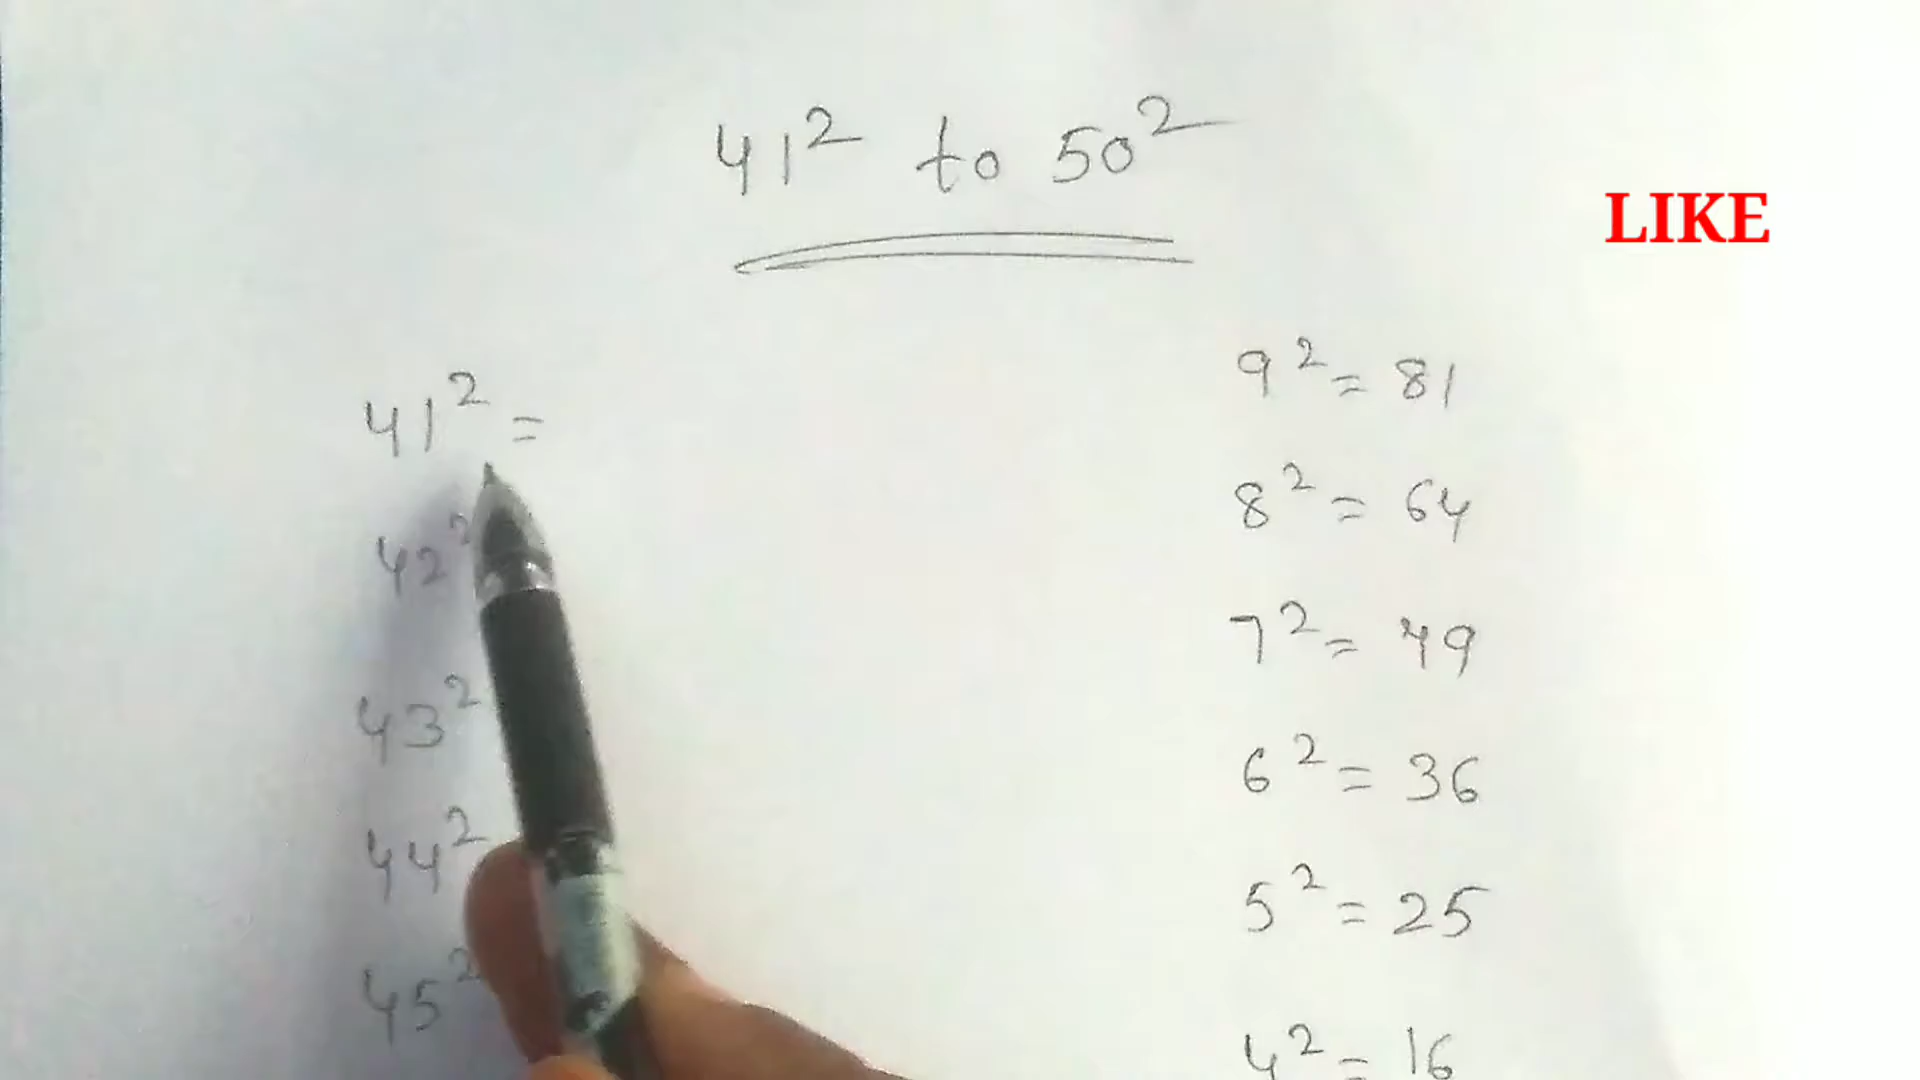 41² to 50²
LIKE
41² =
42²
43²
44²
45²
9² = 81
8² = 64
7² = 49
6² = 36
5² = 25
4² = 16